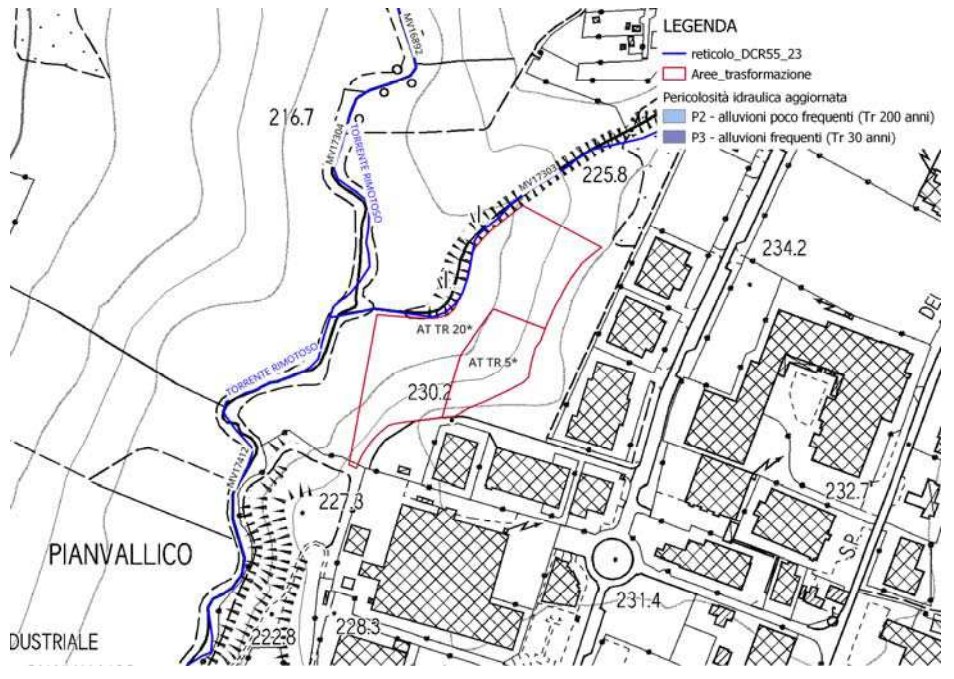 LEGENDA
reticolo_DCR55_23
Aree_trasformazione
Pericolosità idraulica aggiornata
P2 - alluvioni poco frequenti (Tr 200 anni)
P3 - alluvioni frequenti (Tr 30 anni)
MV16892
216.7
MV17304
TORRENTE RIMOTOSO
MV17303
225.8
234.2
DEL
AT TR 20*
AT TR 5*
TORRENTE RIMOTOSO
230.2
MV17412
227.3
232.7
S.P.
PIANVALLICO
231.4
222.8
228.3
DUSTRIALE